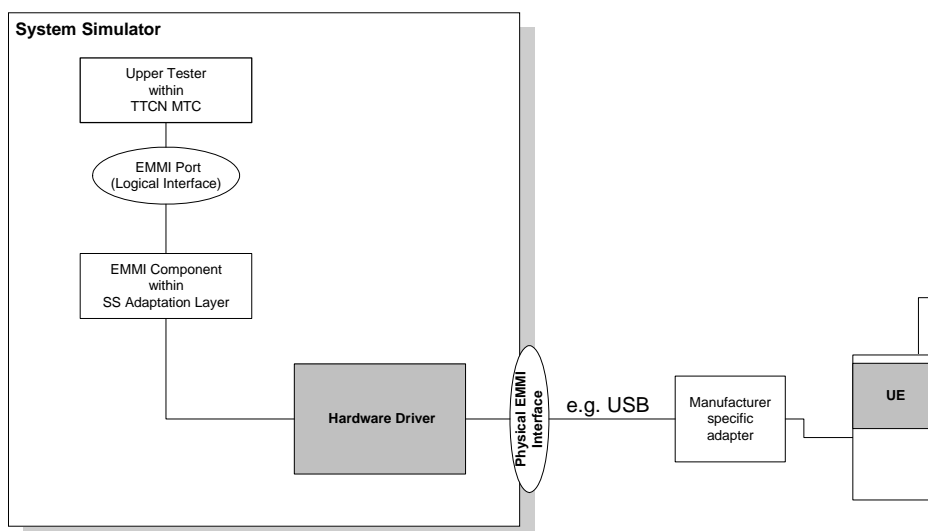 System Simulator
Upper Tester
within
TTCN MTC
EMMI Port
(Logical Interface)
EMMI Component
within
SS Adaptation Layer
Hardware Driver
Physical EMMI
Interface
e.g. USB
Manufacturer
specific
adapter
UE